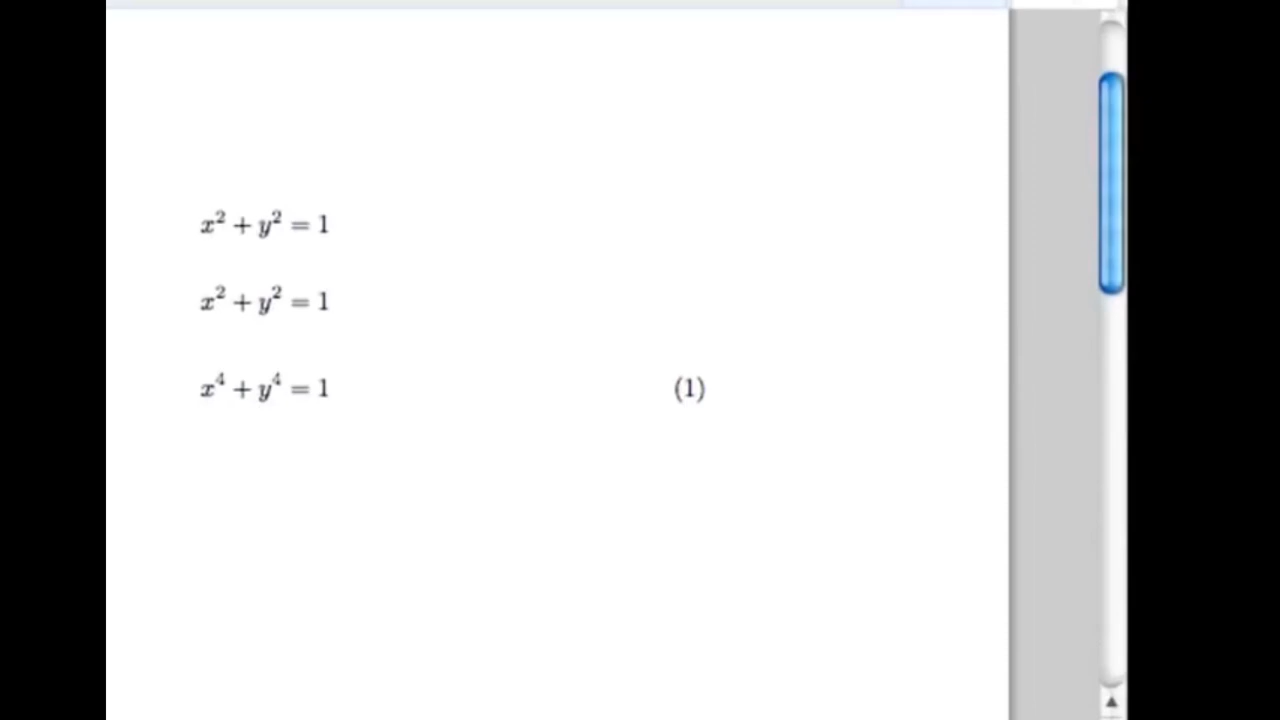 x² + y² = 1
x² + y² = 1
x⁴ + y⁴ = 1 (1)